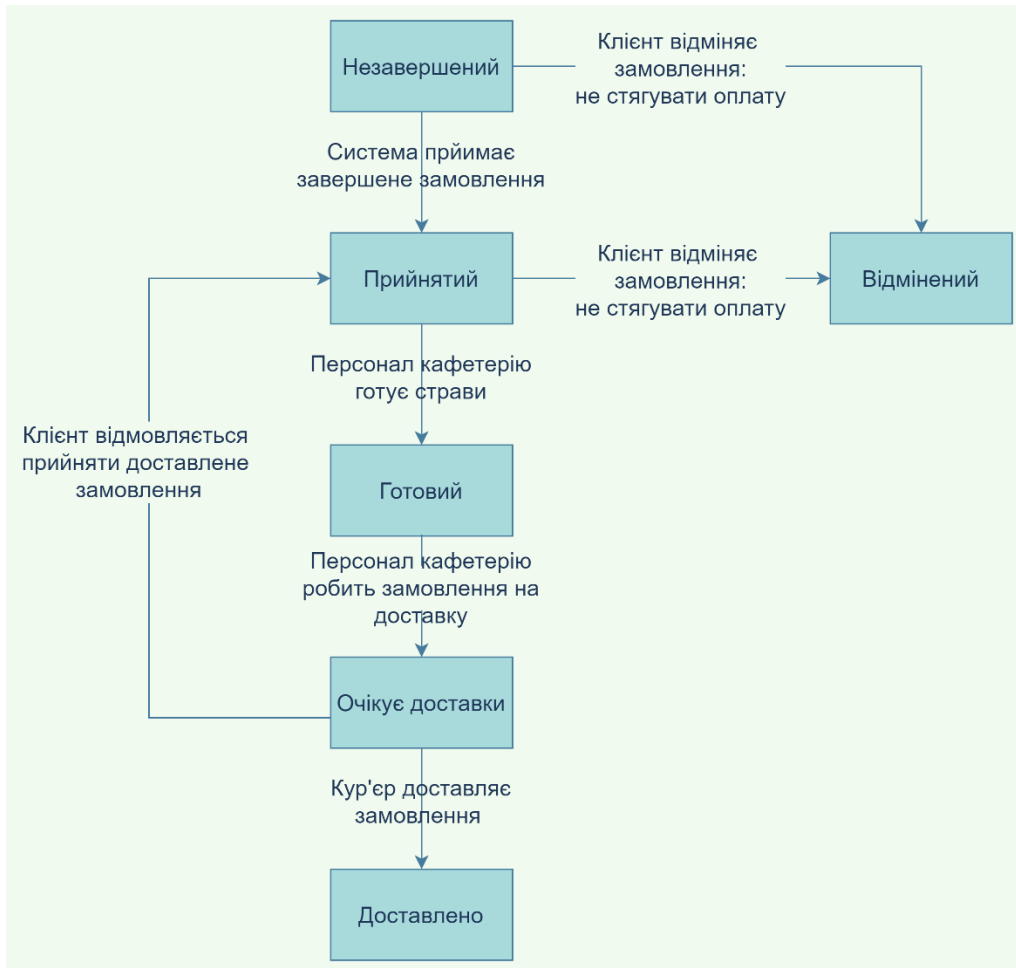 Незавершений
Клієнт відміняє
замовлення:
не стягувати оплату
Система прйимає
завершене замовлення
Прийнятий
Клієнт відміняє
замовлення:
не стягувати оплату
Відмінений
Персонал кафетерію
готує страви
Клієнт відмовляється
прийняти доставлене
замовлення
Готовий
Персонал кафетерію
робить замовлення на
доставку
Очікує доставки
Кур'єр доставляє
замовлення
Доставлено